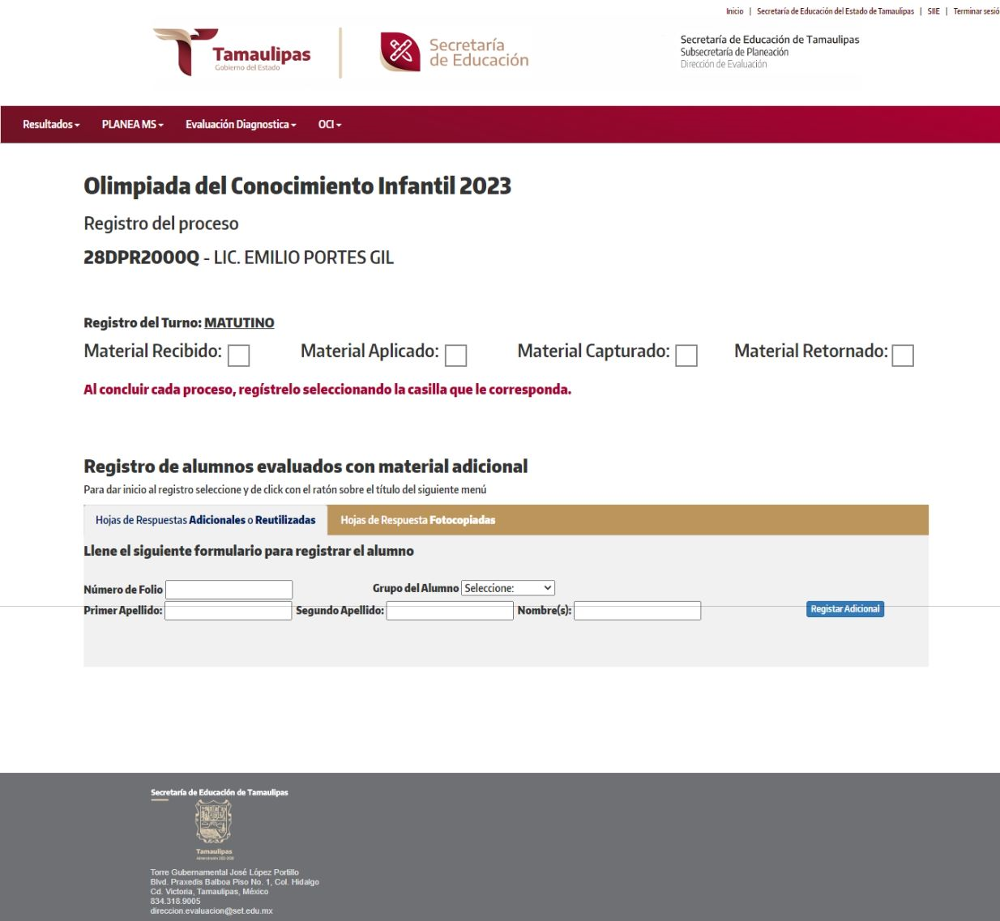 Inicio | Secretaría de Educación del Estado de Tamaulipas | SIIE | Terminar sesió
Tamaulipas
Gobierno del Estado
Secretaría
de Educación
Secretaría de Educación de Tamaulipas
Subsecretaría de Planeación
Dirección de Evaluación
Resultados PLANEA MS Evaluación Diagnostica OCI
Olimpiada del Conocimiento Infantil 2023
Registro del proceso
28DPR2000Q - LIC. EMILIO PORTES GIL
Registro del Turno: MATUTINO
Material Recibido: Material Aplicado: Material Capturado: Material Retornado:
Al concluir cada proceso, regístrelo seleccionando la casilla que le corresponda.
Registro de alumnos evaluados con material adicional
Para dar inicio al registro seleccione y de click con el ratón sobre el título del siguiente menú
Hojas de Respuestas Adicionales o Reutilizadas Hojas de Respuesta Fotocopiadas
Llene el siguiente formulario para registrar el alumno
Número de Folio Grupo del Alumno Seleccione:
Primer Apellido: Segundo Apellido: Nombre(s): Registar Adicional
Secretaría de Educación de Tamaulipas
Tamaulipas
Torre Gubernamental José López Portillo
Blvd. Praxedis Balboa Piso No. 1, Col. Hidalgo
Cd. Victoria, Tamaulipas, México
834.318.9005
direccion.evaluacion@set.edu.mx